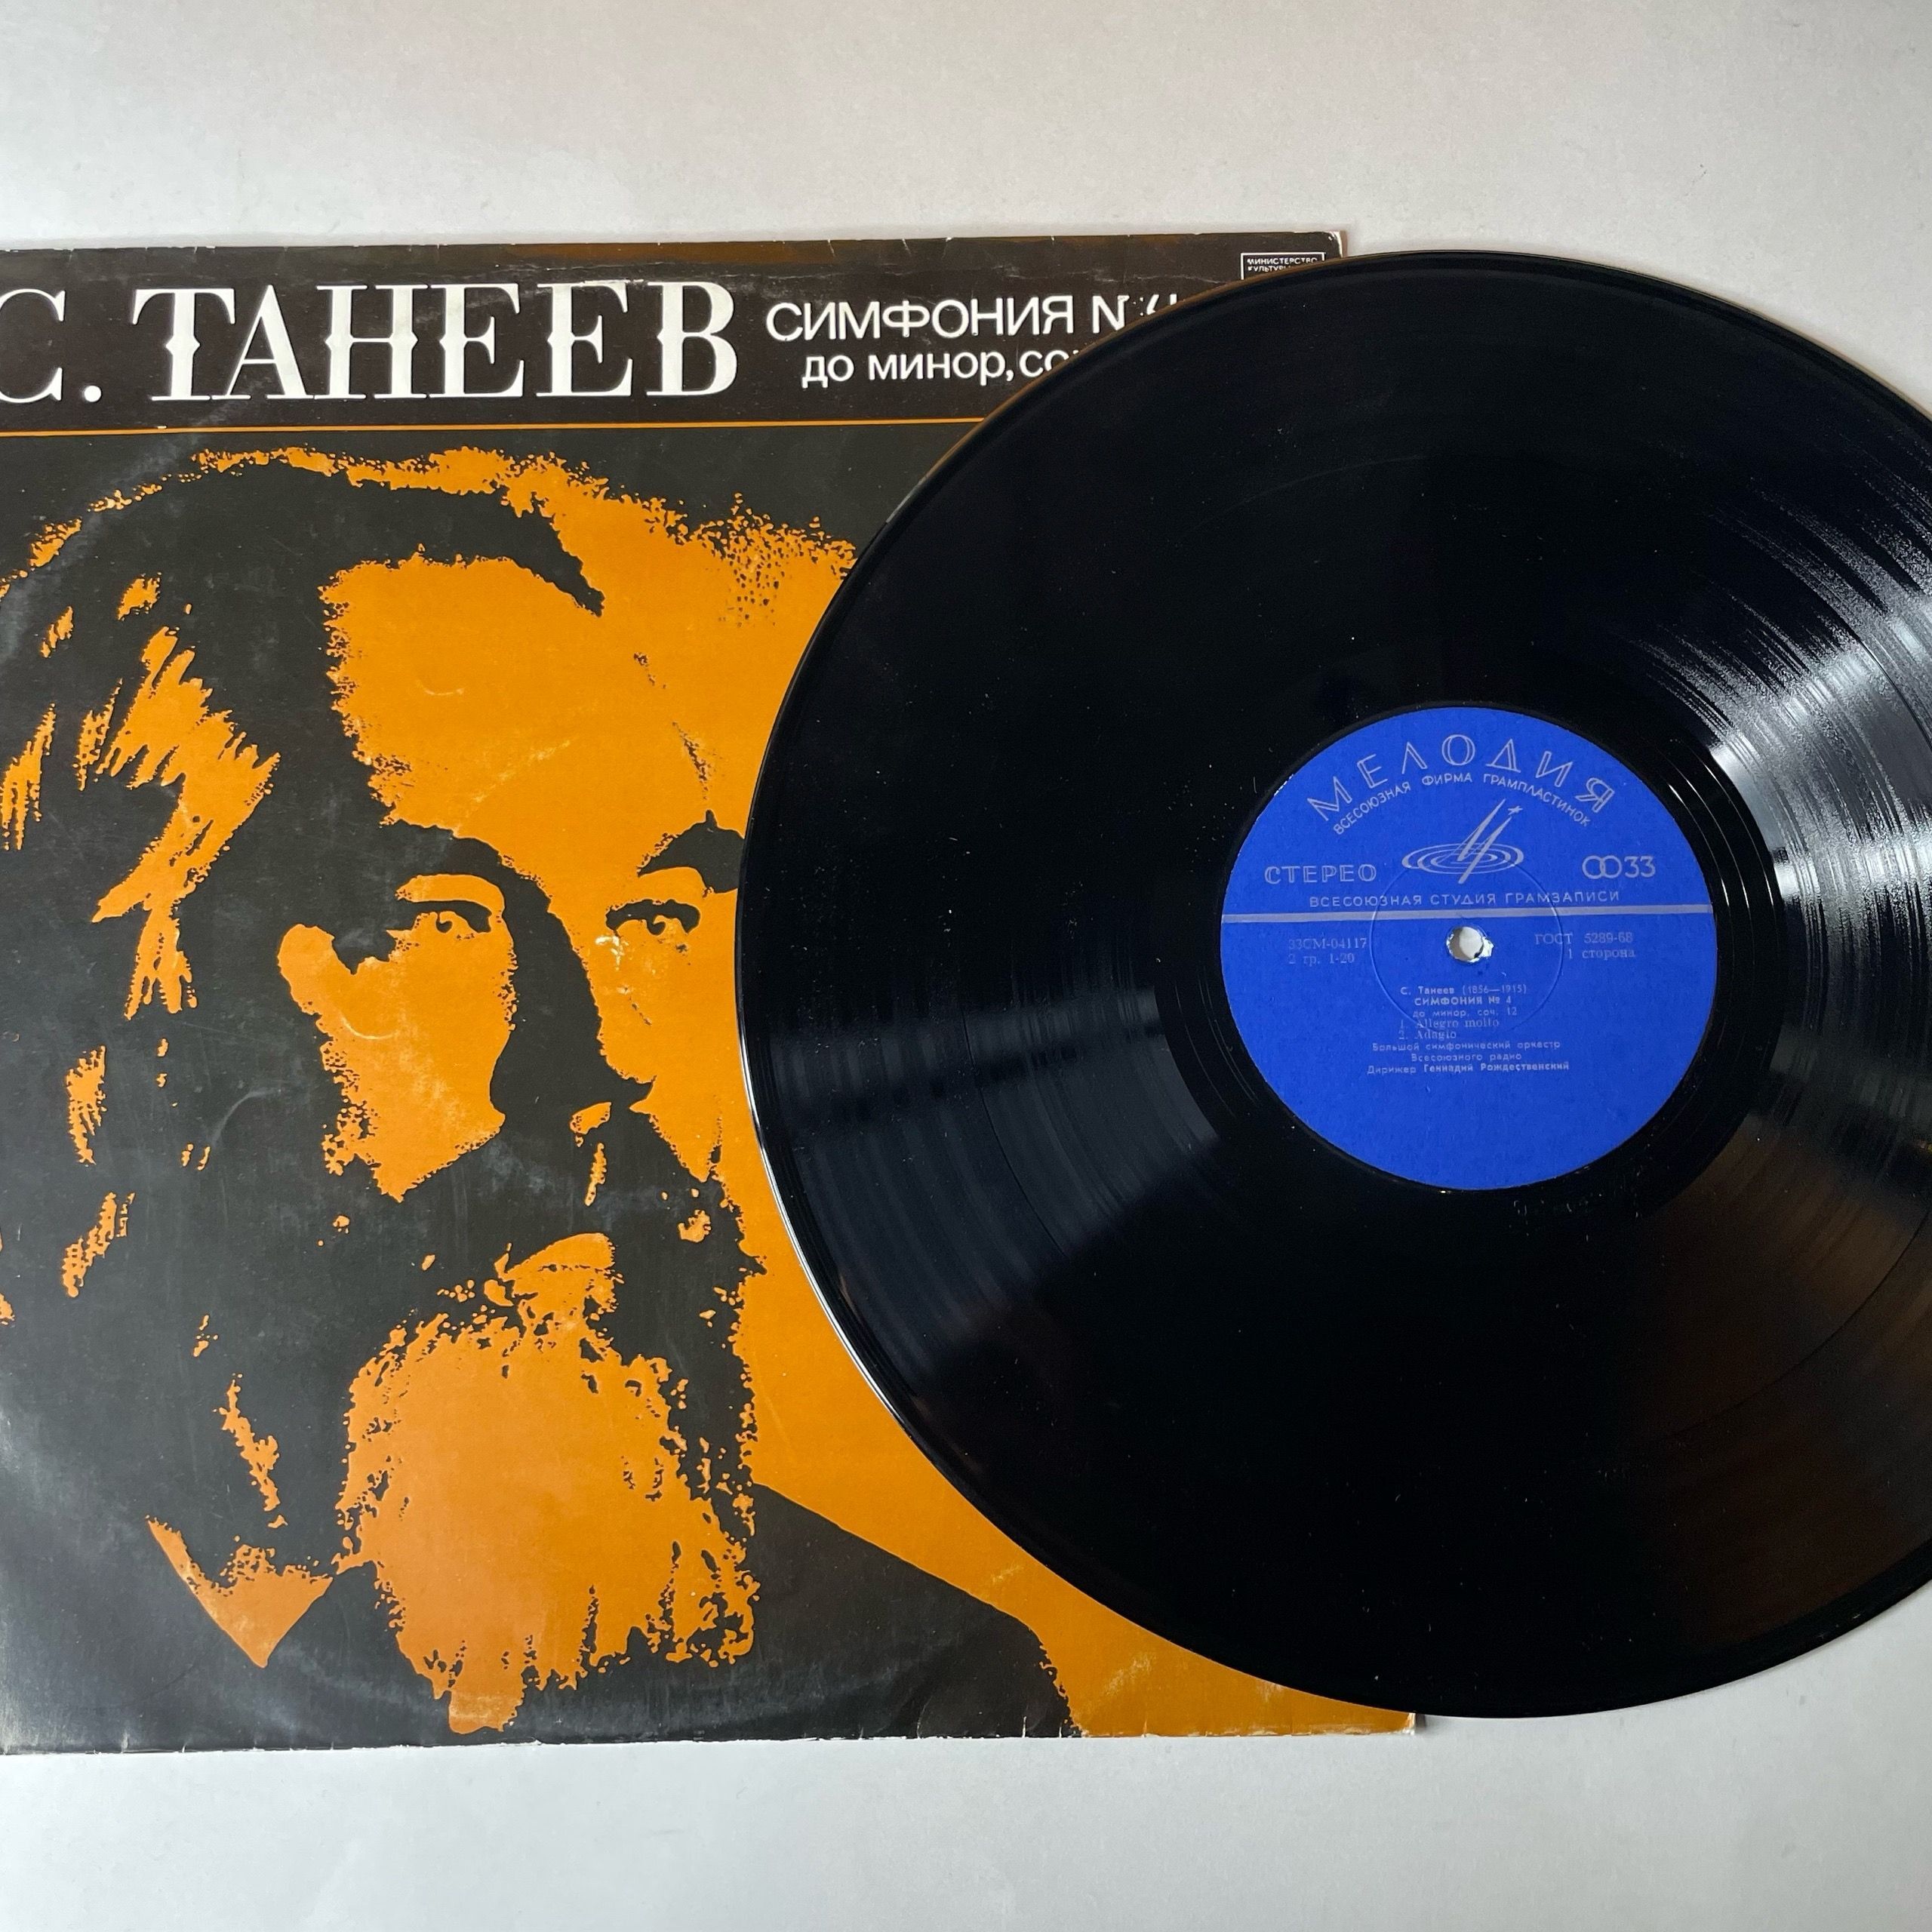 С. ТАНЕЕВ
СИМФОНИЯ №4
ДО МИНОР,
МИНИСТЕРСТВО
КУЛЬТУРЫ
МЕЛОДИЯ
ВСЕСОЮЗНАЯ ФИРМА ГРАМПЛАСТИНОК
СТЕРЕО 33
ВСЕСОЮЗНАЯ СТУДИЯ ГРАМЗАПИСИ
33СМ-04117 ГОСТ 5289-68
2 гр. 1-20 1 сторона
С. Танеев (1856—1915)
СИМФОНИЯ № 4
до минор, соч. 12
1. Allegro molto
2. Adagio
Большой симфонический оркестр
Всесоюзного радио
Дирижер Геннадий Рождественский